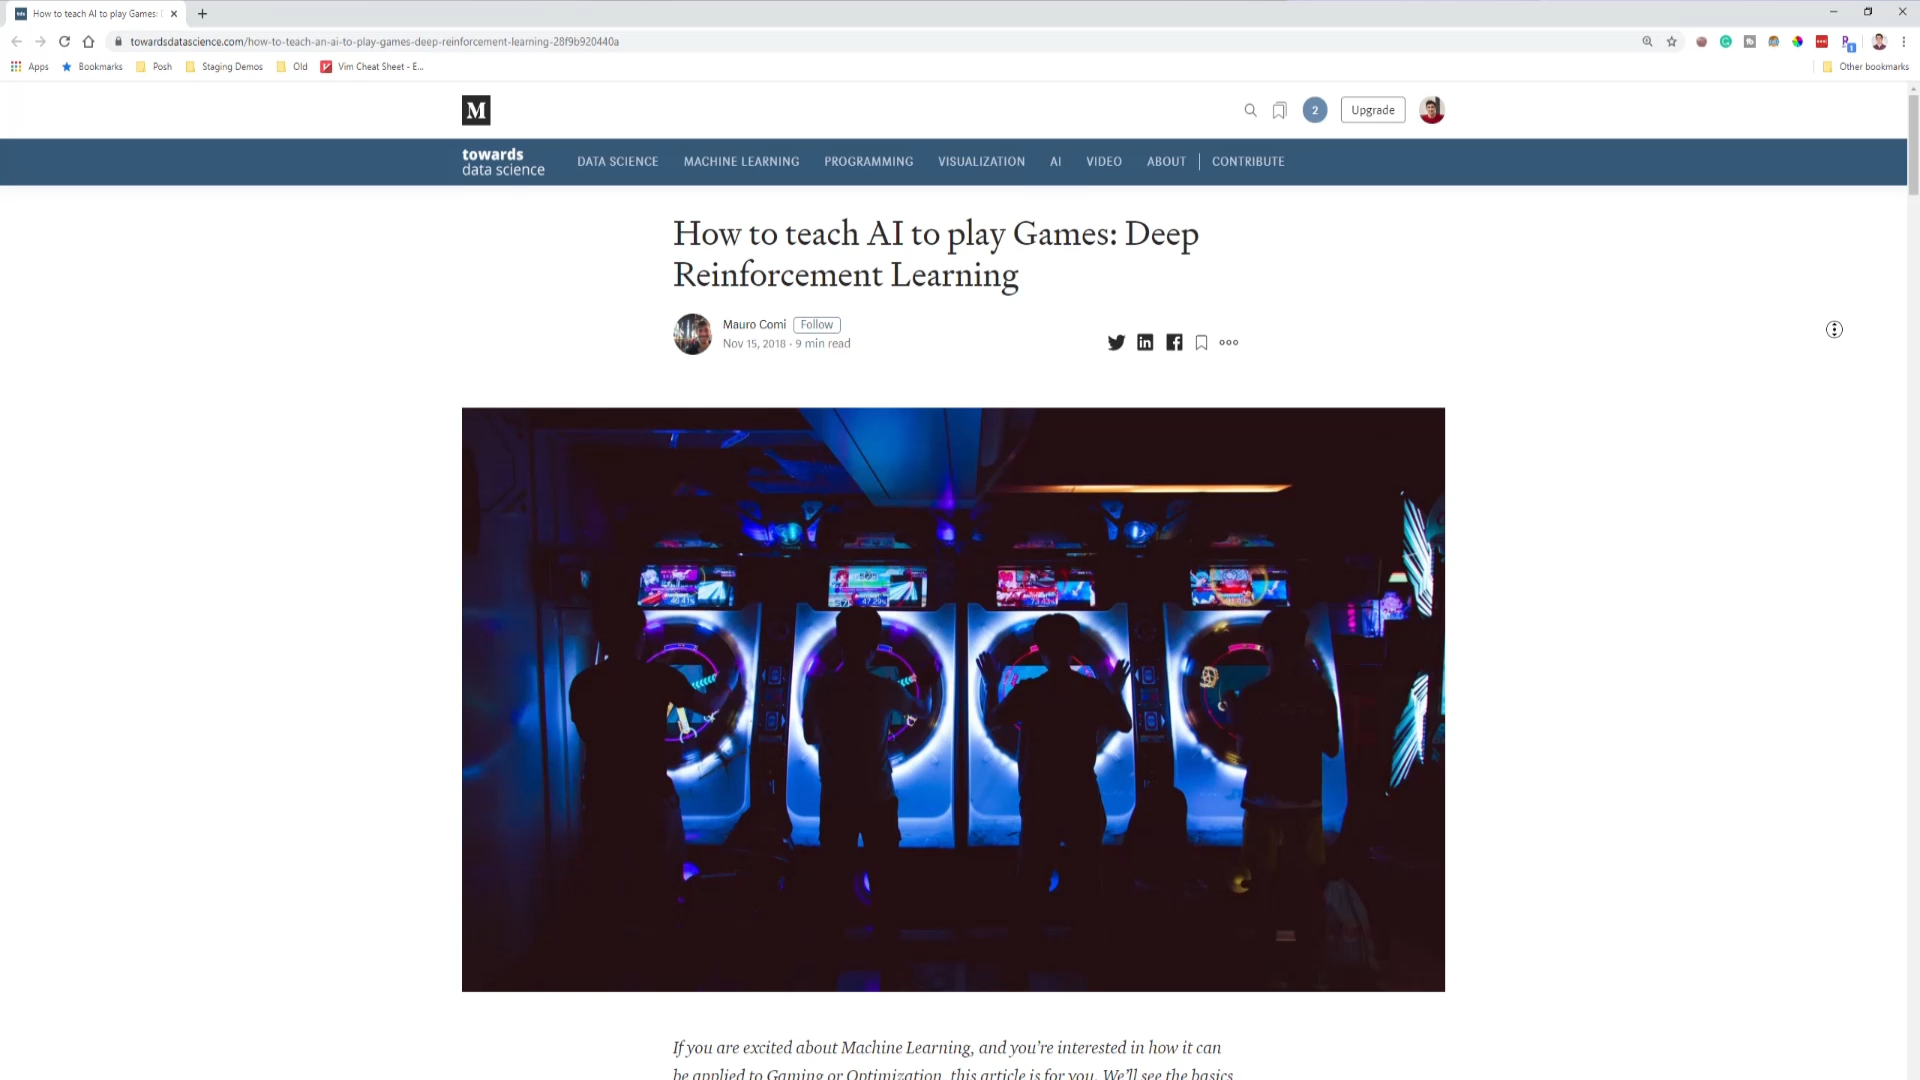 How to teach AI to play Games:
towardsdatascience.com/how-to-teach-an-ai-to-play-games-deep-reinforcement-learning-28f9b920440a
Apps
Bookmarks
Posh
Staging Demos
Old
Vim Cheat Sheet - E...
Other bookmarks
M
2
Upgrade
towards
data science
DATA SCIENCE
MACHINE LEARNING
PROGRAMMING
VISUALIZATION
AI
VIDEO
ABOUT
CONTRIBUTE
How to teach AI to play Games: Deep
Reinforcement Learning
Mauro Comi
Follow
Nov 15, 2018 · 9 min read
If you are excited about Machine Learning, and you're interested in how it can
be applied to Gaming or Optimization, this article is for you. We'll see the basics